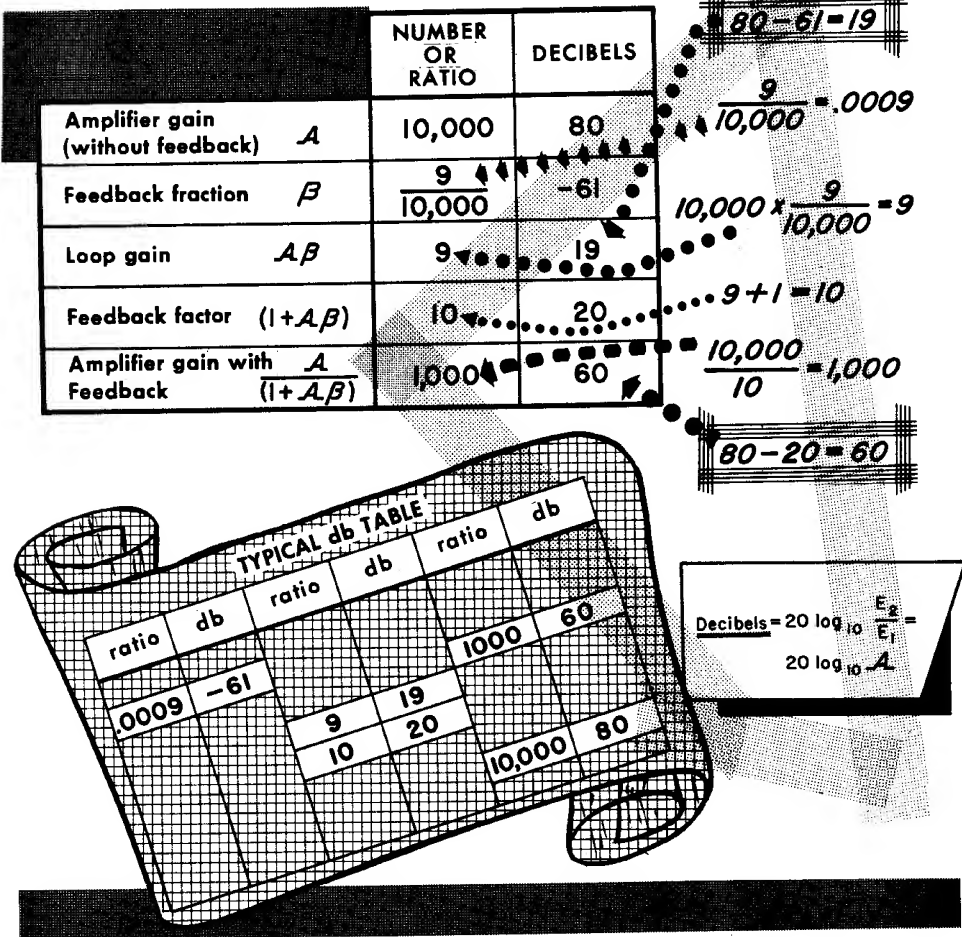 NUMBER
OR
RATIO
DECIBELS
80 – 61 = 19
Amplifier gain
(without feedback) A
10,000
80
9
10,000 = .0009
Feedback fraction β
9
10,000
-61
10,000 x 9
10,000 = 9
Loop gain Aβ
9
19
Feedback factor (1+Aβ)
10
20
9 + 1 = 10
Amplifier gain with A
Feedback (1+Aβ)
1,000
60
10,000
10 = 1,000
80 – 20 = 60
TYPICAL db TABLE
ratio db ratio db ratio db
.0009 -61
9 19
10 20
1000 60
10,000 80
Decibels = 20 log10 E2
E1 =
20 log10 A